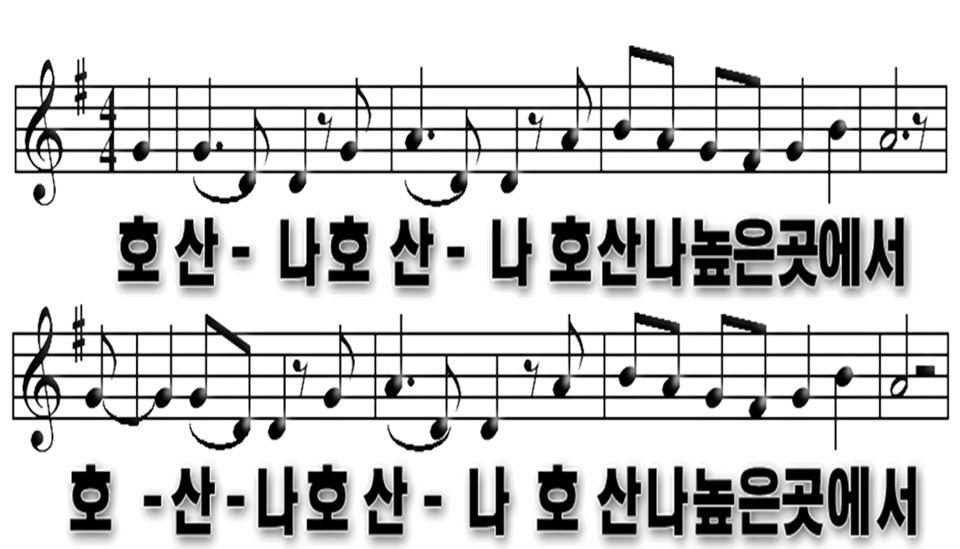 호 산 - 나 호 산 - 나 호 산 나 높 은 곳 에 서
호 - 산 - 나 호 산 - 나 호 산 나 높 은 곳 에 서